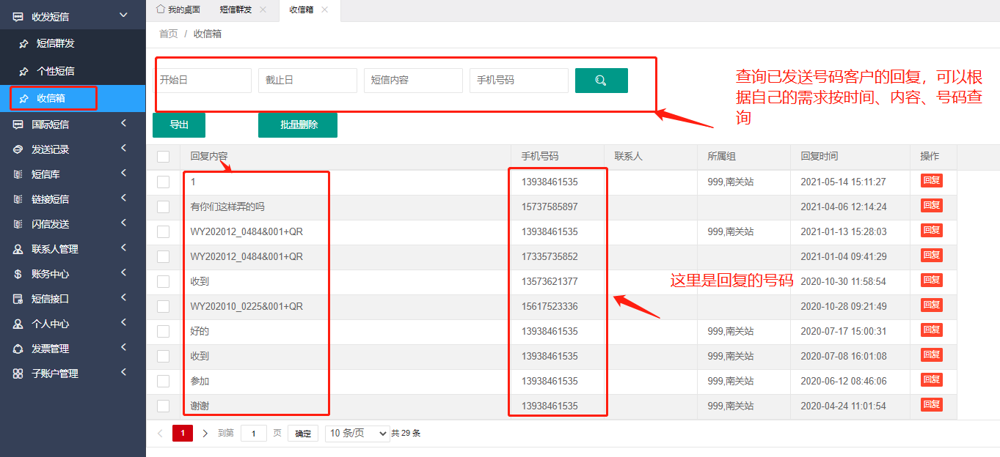 收发短信
短信群发
个性短信
收信箱
国际短信
发送记录
短信库
链接短信
闪信发送
联系人管理
账务中心
短信接口
个人中心
发票管理
子账户管理
我的桌面 短信群发 收信箱
首页 / 收信箱
开始日 截止日 短信内容 手机号码
查询已发送号码客户的回复，可以根
据自己的需求按时间、内容、号码查
询
导出 批量删除
回复内容 手机号码 联系人 所属组 回复时间 操作
1 13938461535 999,南关站 2021-05-14 15:11:27 回复
有你们这样弄的吗 15737585897 2021-04-06 12:14:24 回复
WY202012_0484&001+QR 13938461535 999,南关站 2021-01-13 15:28:03 回复
WY202012_0484&001+QR 17335735852 2021-01-04 09:41:29 回复
收到 13573621377 2020-10-30 11:58:54 回复
这里是回复的号码
WY202010_0225&001+QR 15617523336 2020-10-28 09:21:49 回复
好的 13938461535 999,南关站 2020-07-17 15:00:31 回复
收到 13938461535 999,南关站 2020-07-08 16:01:08 回复
参加 13938461535 999,南关站 2020-06-12 08:46:06 回复
谢谢 13938461535 999,南关站 2020-04-24 11:01:54 回复
1 到第 1 页 确定 10 条/页 共 29 条